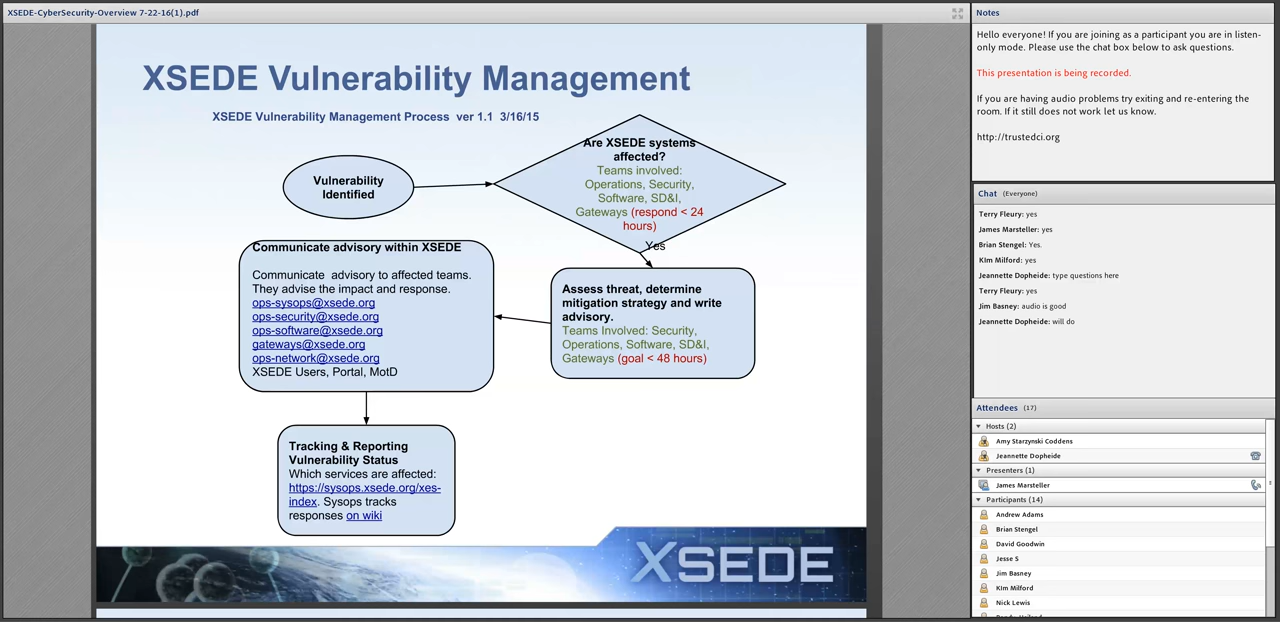 XSEDE-CyberSecurity-Overview 7-22-16(1).pdf
XSEDE Vulnerability Management
XSEDE Vulnerability Management Process ver 1.1 3/16/15
Vulnerability
Identified
Are XSEDE systems
affected?
Teams involved:
Operations, Security,
Software, SD&I,
Gateways (respond < 24
hours)
Yes
Assess threat, determine
mitigation strategy and write
advisory.
Teams Involved: Security,
Operations, Software, SD&I,
Gateways (goal < 48 hours)
Communicate advisory within XSEDE
Communicate advisory to affected teams.
They advise the impact and response.
ops-sysops@xsede.org
ops-security@xsede.org
ops-software@xsede.org
gateways@xsede.org
ops-network@xsede.org
XSEDE Users, Portal, MotD
Tracking & Reporting
Vulnerability Status
Which services are affected:
https://sysops.xsede.org/xes-
index. Sysops tracks
responses on wiki
XSEDE
Notes
Hello everyone! If you are joining as a participant you are in listen-
only mode. Please use the chat box below to ask questions.
This presentation is being recorded.
If you are having audio problems try exiting and re-entering the
room. If it still does not work let us know.
http://trustedci.org
Chat (Everyone)
Terry Fleury: yes
James Marsteller: yes
Brian Stengel: Yes.
KIm Milford: yes
Jeannette Dopheide: type questions here
Terry Fleury: yes
Jim Basney: audio is good
Jeannette Dopheide: will do
Attendees (17)
Hosts (2)
Amy Starzynski Coddens
Jeannette Dopheide
Presenters (1)
James Marsteller
Participants (14)
Andrew Adams
Brian Stengel
David Goodwin
Jesse S
Jim Basney
KIm Milford
Nick Lewis